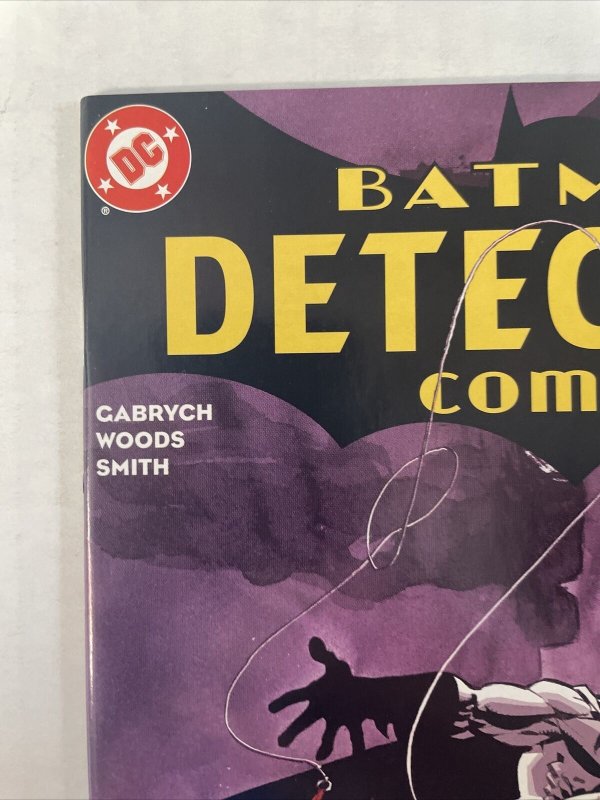 DC
®
BATM
DETEC
COM
GABRYCH
WOODS
SMITH